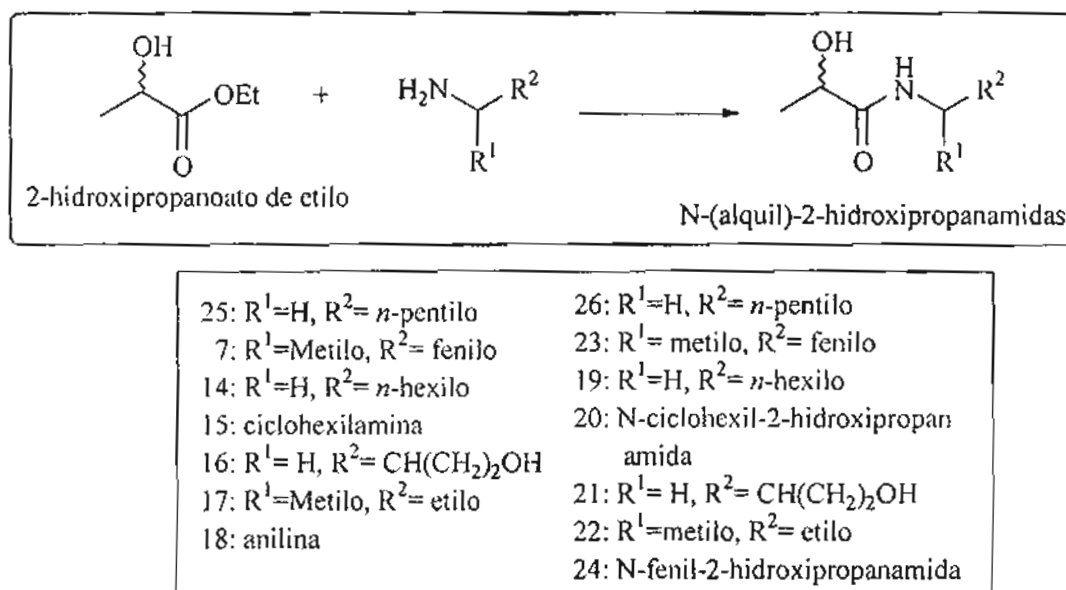 OH
OEt
O
+
H₂N
R²
R¹
OH
H
N
R²
O
R¹
2-hidroxipropanoato de etilo
N-(alquil)-2-hidroxipropanamidas
25: R¹=H, R²= n-pentilo
7: R¹=Metilo, R²= fenilo
14: R¹=H, R²= n-hexilo
15: ciclohexilamina
16: R¹= H, R²= CH(CH₂)₂OH
17: R¹=Metilo, R²= etilo
18: anilina
26: R¹=H, R²= n-pentilo
23: R¹= metilo, R²= fenilo
19: R¹=H, R²= n-hexilo
20: N-ciclohexil-2-hidroxipropan
amida
21: R¹= H, R²= CH(CH₂)₂OH
22: R¹=metilo, R²= etilo
24: N-fenil-2-hidroxipropanamida